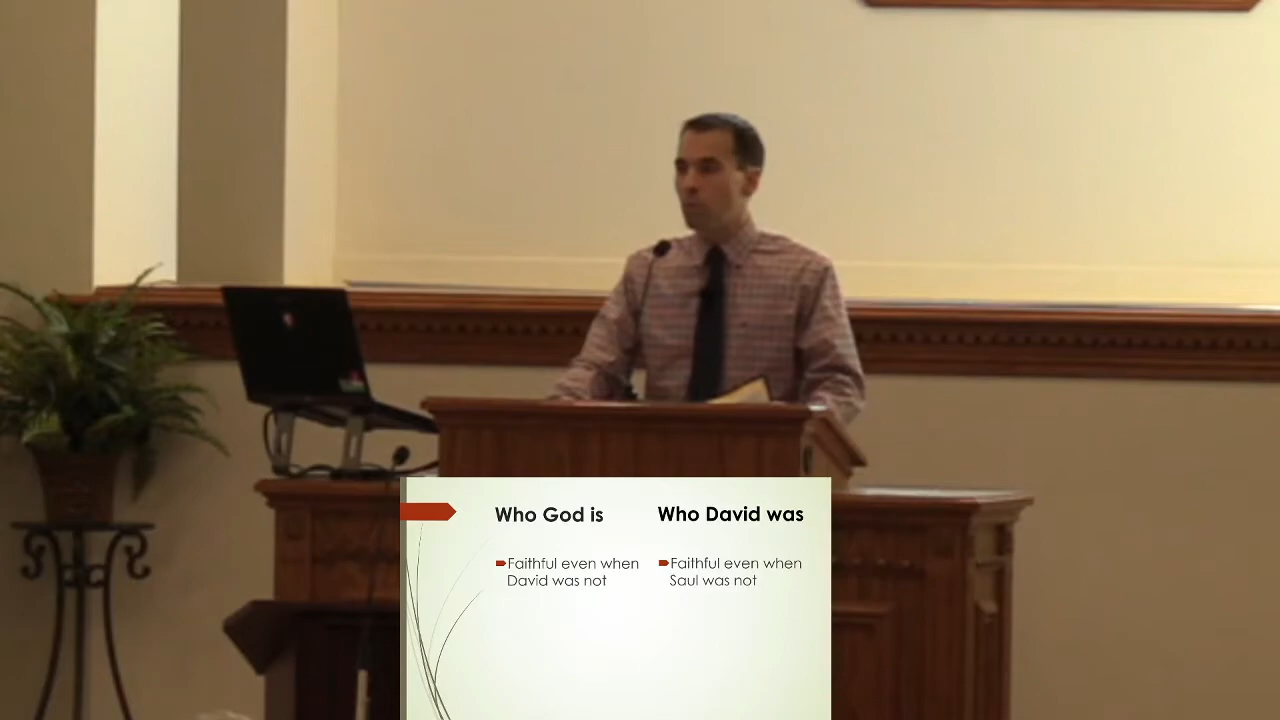 Who God is
Who David was
Faithful even when
David was not
Faithful even when
Saul was not